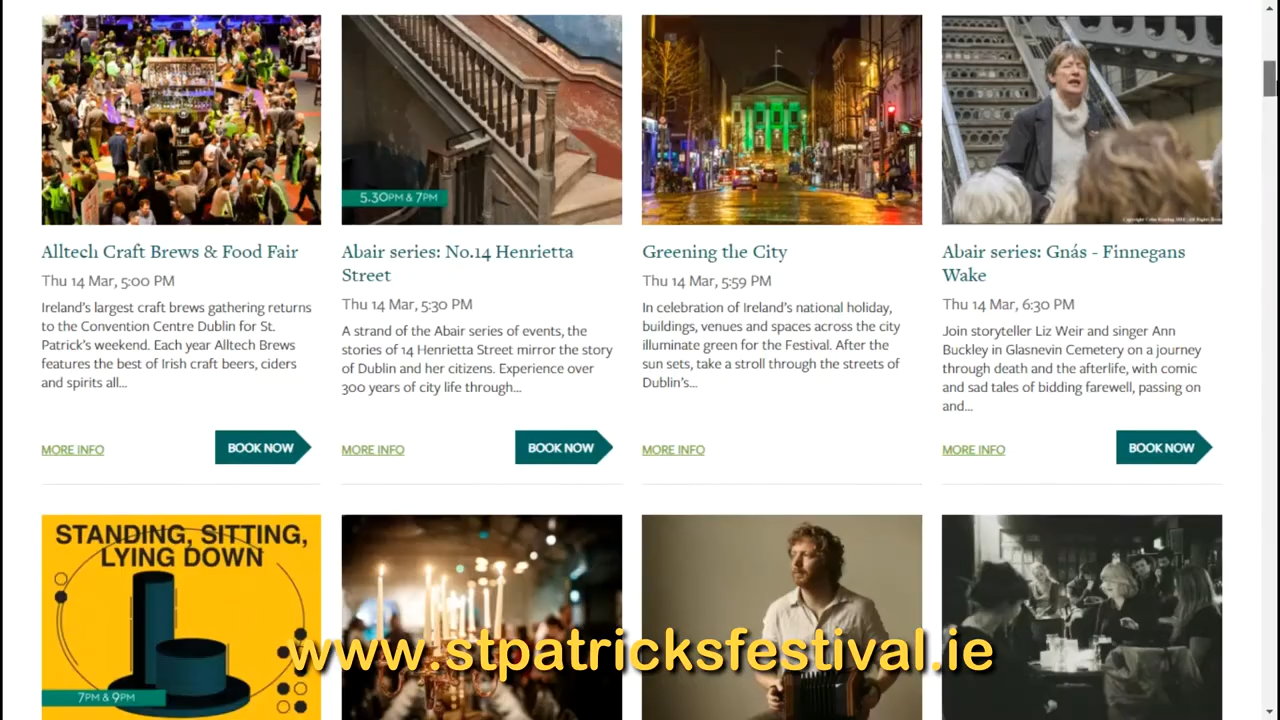 5.30PM & 7PM
Alltech Craft Brews & Food Fair
Thu 14 Mar, 5:00 PM
Ireland's largest craft brews gathering returns
to the Convention Centre Dublin for St.
Patrick's weekend. Each year Alltech Brews
features the best of Irish craft beers, ciders
and spirits all...
MORE INFO
BOOK NOW
Abair series: No.14 Henrietta
Street
Thu 14 Mar, 5:30 PM
A strand of the Abair series of events, the
stories of 14 Henrietta Street mirror the story
of Dublin and her citizens. Experience over
300 years of city life through...
MORE INFO
BOOK NOW
Greening the City
Thu 14 Mar, 5:59 PM
In celebration of Ireland's national holiday,
buildings, venues and spaces across the city
illuminate green for the Festival. After the
sun sets, take a stroll through the streets of
Dublin's...
MORE INFO
Abair series: Gnás - Finnegans
Wake
Thu 14 Mar, 6:30 PM
Join storyteller Liz Weir and singer Ann
Buckley in Glasnevin Cemetery on a journey
through death and the afterlife, with comic
and sad tales of bidding farewell, passing on
and...
MORE INFO
BOOK NOW
STANDING, SITTING,
LYING DOWN
7PM & 9PM
www.stpatricksfestival.ie